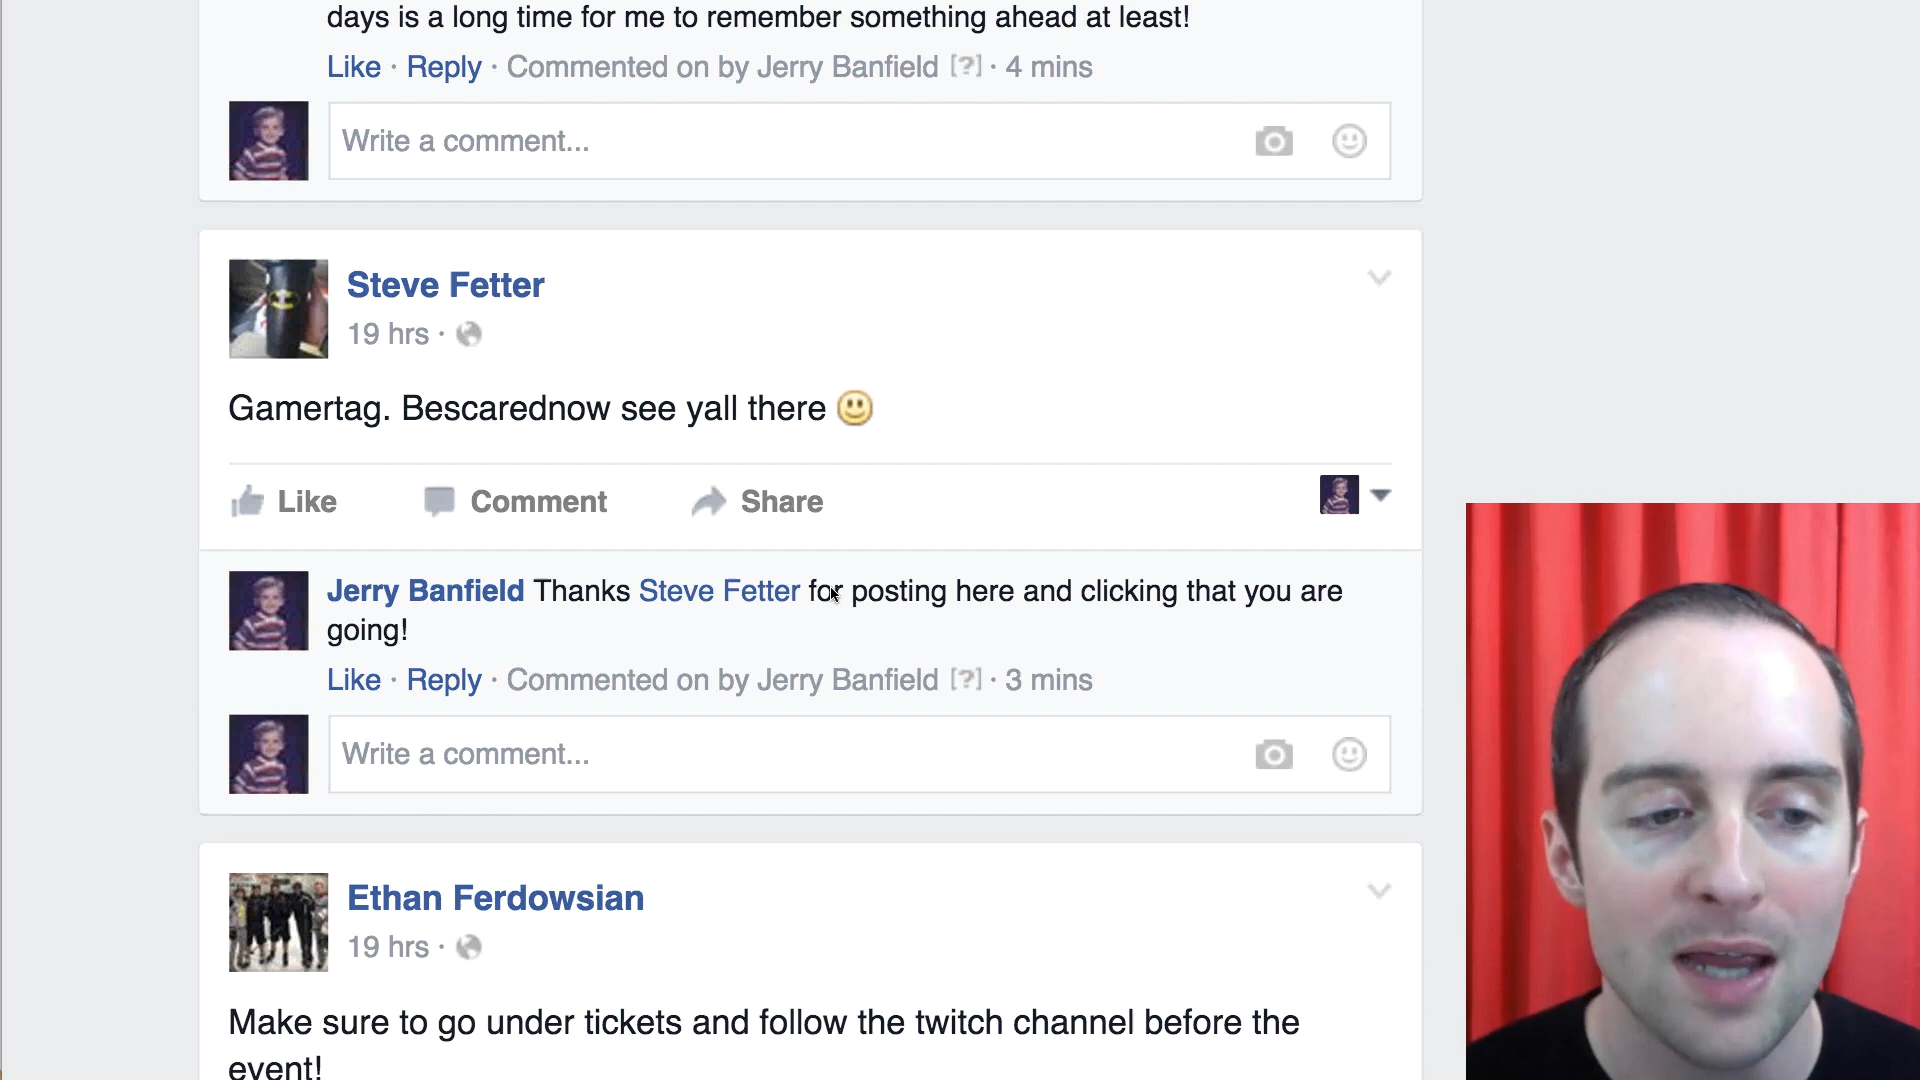 days is a long time for me to remember something ahead at least!
Like · Reply · Commented on by Jerry Banfield [?] · 4 mins
Write a comment...
Steve Fetter
19 hrs ·
Gamertag. Bescarednow see yall there
Like Comment Share
Jerry Banfield Thanks Steve Fetter for posting here and clicking that you are
going!
Like · Reply · Commented on by Jerry Banfield [?] · 3 mins
Write a comment...
Ethan Ferdowsian
19 hrs ·
Make sure to go under tickets and follow the twitch channel before the
event!